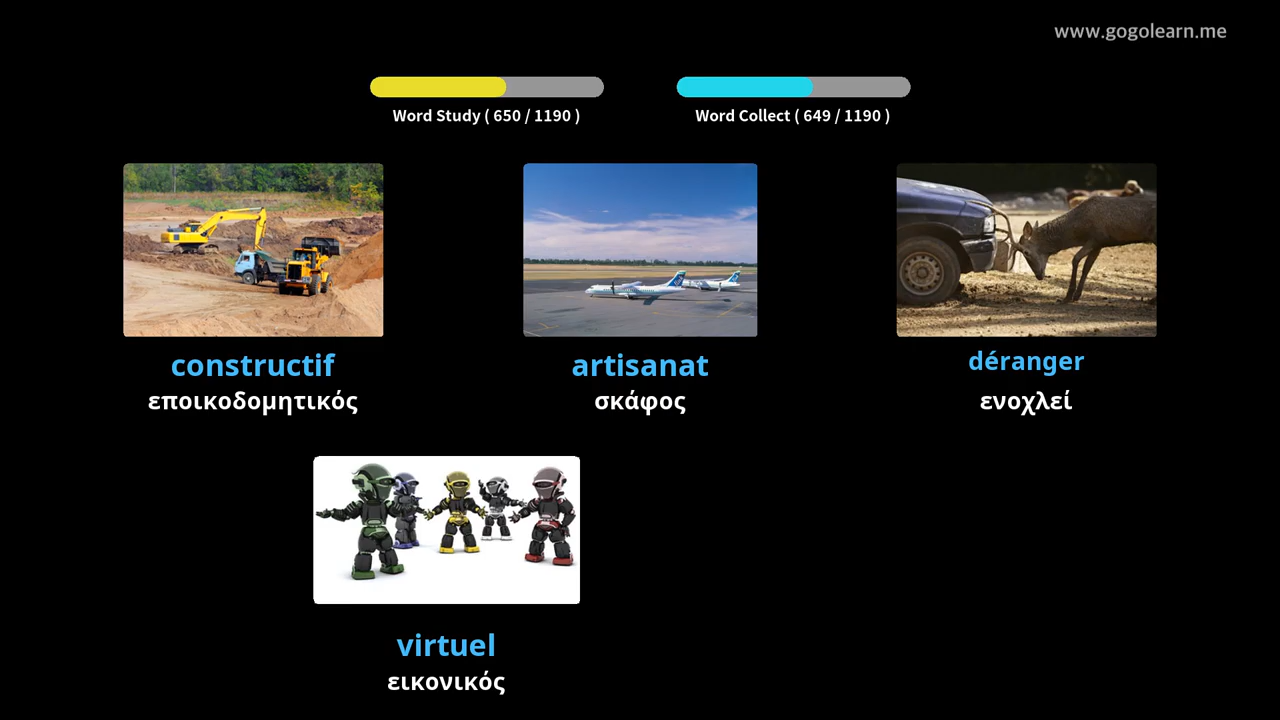 www.gogolearn.me
Word Study ( 650 / 1190 )
Word Collect ( 649 / 1190 )
constructif
εποικοδομητικός
artisanat
σκάφος
déranger
ενοχλεί
virtuel
εικονικός